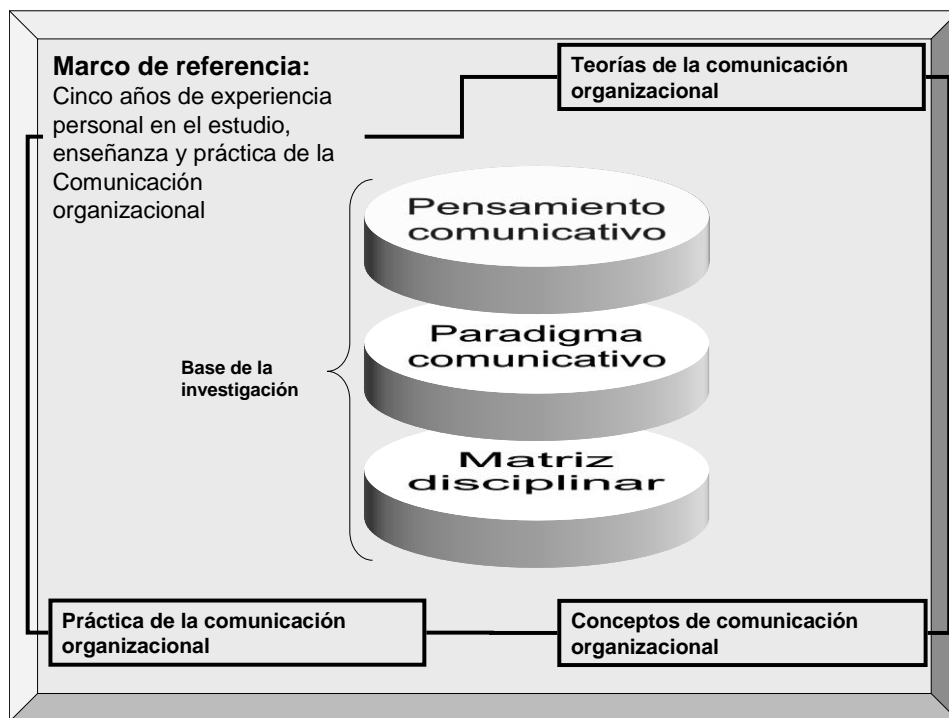 Marco de referencia:
Cinco años de experiencia
personal en el estudio,
enseñanza y práctica de la
Comunicación
organizacional
Teorías de la comunicación
organizacional
Pensamiento
comunicativo
Paradigma
comunicativo
Matriz
disciplinar
Base de la
investigación
Práctica de la comunicación
organizacional
Conceptos de comunicación
organizacional